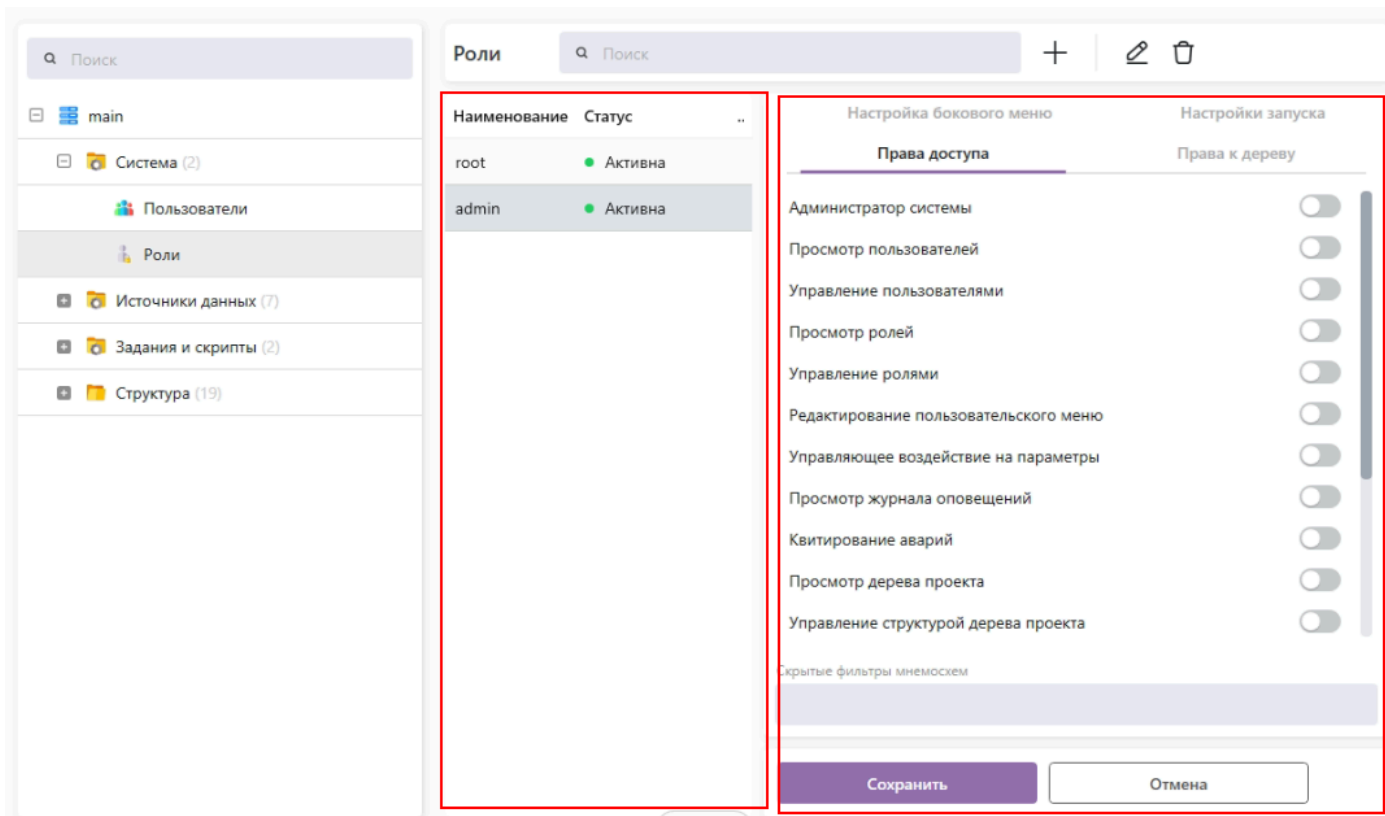 Поиск
main
Система (2)
Пользователи
Роли
Источники данных (7)
Задания и скрипты (2)
Структура (19)
Роли
Поиск
Наименование Статус ..
root Активна
admin Активна
Настройка бокового меню Настройки запуска
Права доступа Права к дереву
Администратор системы
Просмотр пользователей
Управление пользователями
Просмотр ролей
Управление ролями
Редактирование пользовательского меню
Управляющее воздействие на параметры
Просмотр журнала оповещений
Квитирование аварий
Просмотр дерева проекта
Управление структурой дерева проекта
Скрытые фильтры мнемосхем
Сохранить Отмена